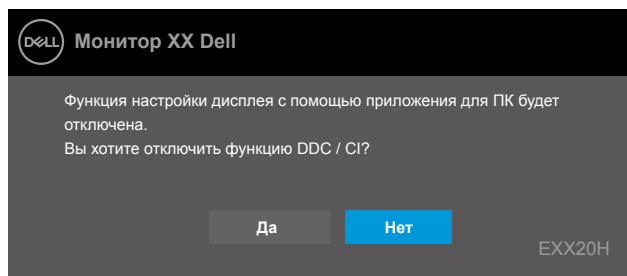 DELL Монитор XX Dell
Функция настройки дисплея с помощью приложения для ПК будет
отключена.
Вы хотите отключить функцию DDC / CI?
Да Нет
EXX20H